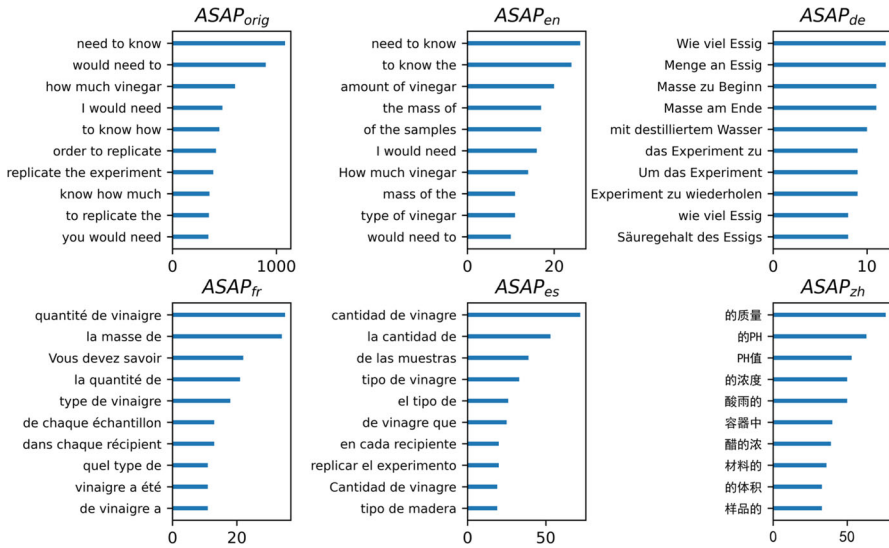 ASAP_orig
need to know
would need to
how much vinegar
I would need
to know how
order to replicate
replicate the experiment
know how much
to replicate the
you would need
0 1000
ASAP_en
need to know
to know the
amount of vinegar
the mass of
of the samples
I would need
How much vinegar
mass of the
type of vinegar
would need to
0 20
ASAP_de
Wie viel Essig
Menge an Essig
Masse zu Beginn
Masse am Ende
mit destilliertem Wasser
das Experiment zu
Um das Experiment
Experiment zu wiederholen
wie viel Essig
Säuregehalt des Essigs
0 10
ASAP_fr
quantité de vinaigre
la masse de
Vous devez savoir
la quantité de
type de vinaigre
de chaque échantillon
dans chaque récipient
quel type de
vinaigre a été
de vinaigre a
0 20
ASAP_es
cantidad de vinagre
la cantidad de
de las muestras
tipo de vinagre
el tipo de
de vinagre que
en cada recipiente
replicar el experimento
Cantidad de vinagre
tipo de madera
0 50
ASAP_zh
的质量
的PH
PH值
的浓度
酸雨的
容器中
醋的浓
材料的
的体积
样品的
0 50